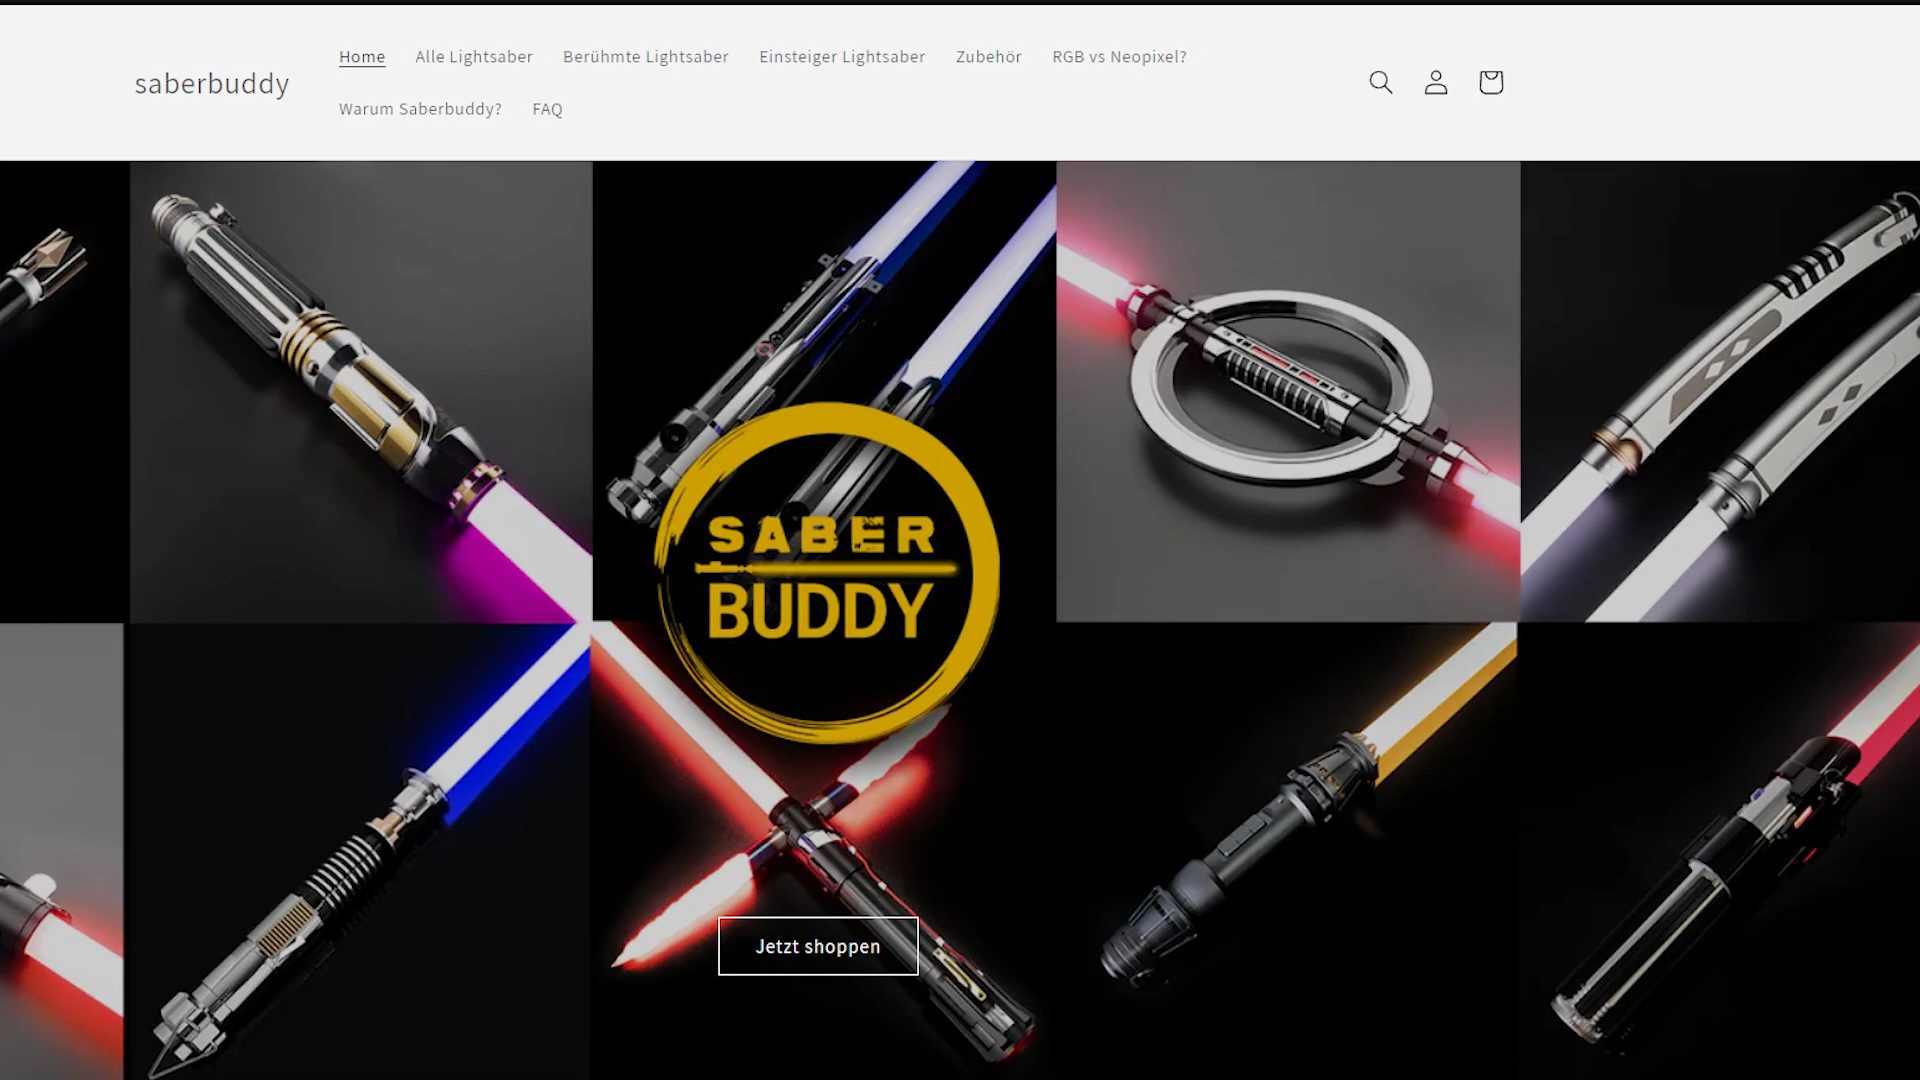 saberbuddy
Home Alle Lightsaber Berühmte Lightsaber Einsteiger Lightsaber Zubehör RGB vs Neopixel?
Warum Saberbuddy? FAQ
SABER
BUDDY
Jetzt shoppen